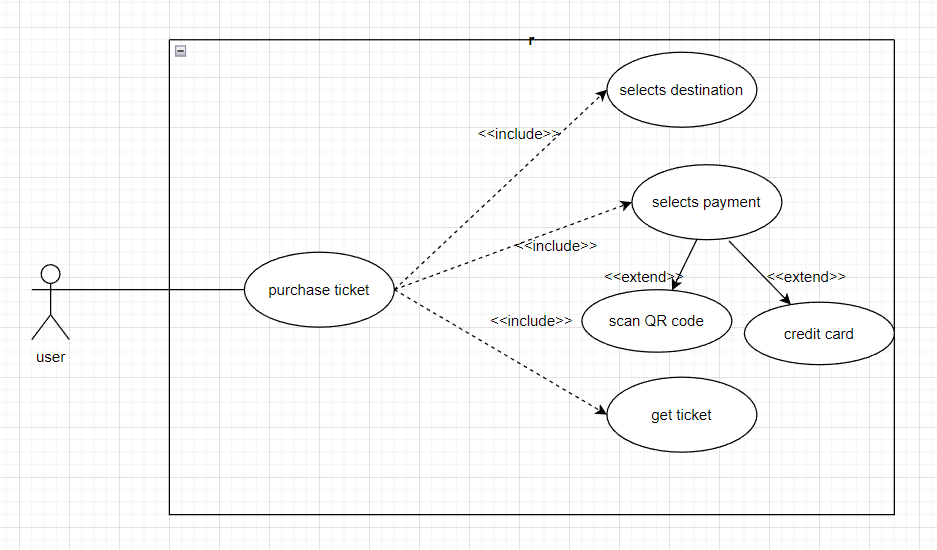 r
selects destination
<<include>>
selects payment
<<include>>
<<extend>>
<<extend>>
purchase ticket
<<include>>
scan QR code
credit card
user
get ticket